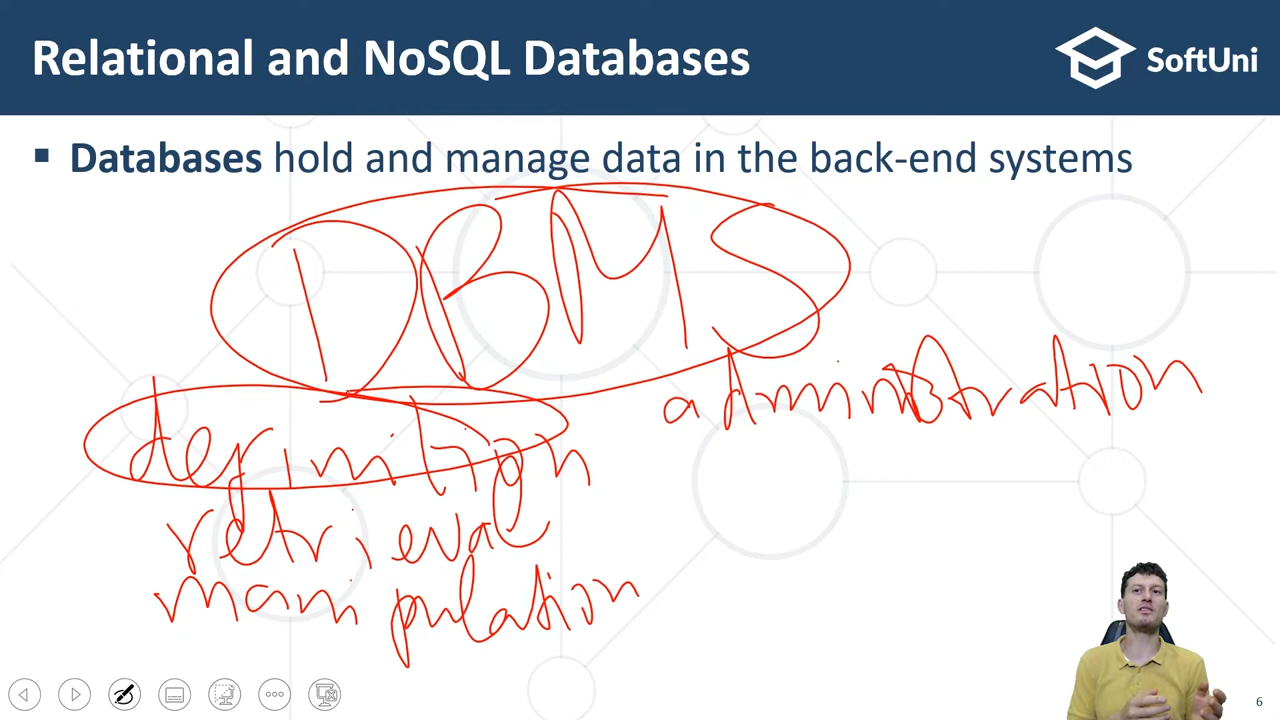 Relational and NoSQL Databases
SoftUni
▪ Databases hold and manage data in the back-end systems
DBMS
administration
definition
retrieval
manipulation
6